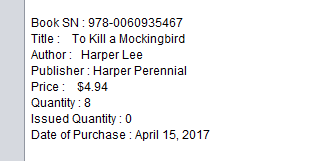 Book SN : 978-0060935467
Title :    To Kill a Mockingbird
Author :   Harper Lee
Publisher : Harper Perennial
Price :    $4.94
Quantity : 8
Issued Quantity : 0
Date of Purchase : April 15, 2017